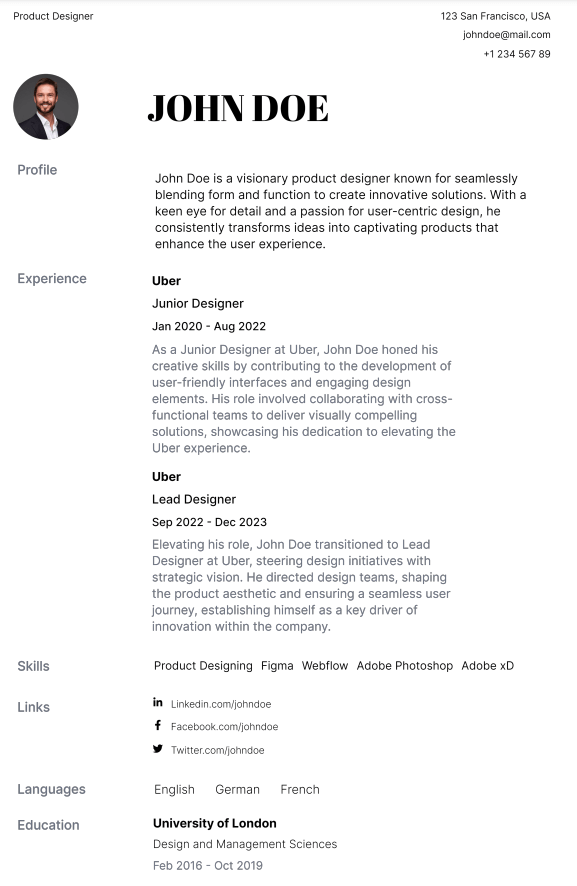 Product Designer
123 San Francisco, USA
johndoe@mail.com
+1 234 567 89
JOHN DOE
Profile
John Doe is a visionary product designer known for seamlessly
blending form and function to create innovative solutions. With a
keen eye for detail and a passion for user-centric design, he
consistently transforms ideas into captivating products that
enhance the user experience.
Experience
Uber
Junior Designer
Jan 2020 - Aug 2022
As a Junior Designer at Uber, John Doe honed his
creative skills by contributing to the development of
user-friendly interfaces and engaging design
elements. His role involved collaborating with cross-
functional teams to deliver visually compelling
solutions, showcasing his dedication to elevating the
Uber experience.
Uber
Lead Designer
Sep 2022 - Dec 2023
Elevating his role, John Doe transitioned to Lead
Designer at Uber, steering design initiatives with
strategic vision. He directed design teams, shaping
the product aesthetic and ensuring a seamless user
journey, establishing himself as a key driver of
innovation within the company.
Skills
Product Designing Figma Webflow Adobe Photoshop Adobe xD
Links
Linkedin.com/johndoe
Facebook.com/johndoe
Twitter.com/johndoe
Languages
English German French
Education
University of London
Design and Management Sciences
Feb 2016 - Oct 2019